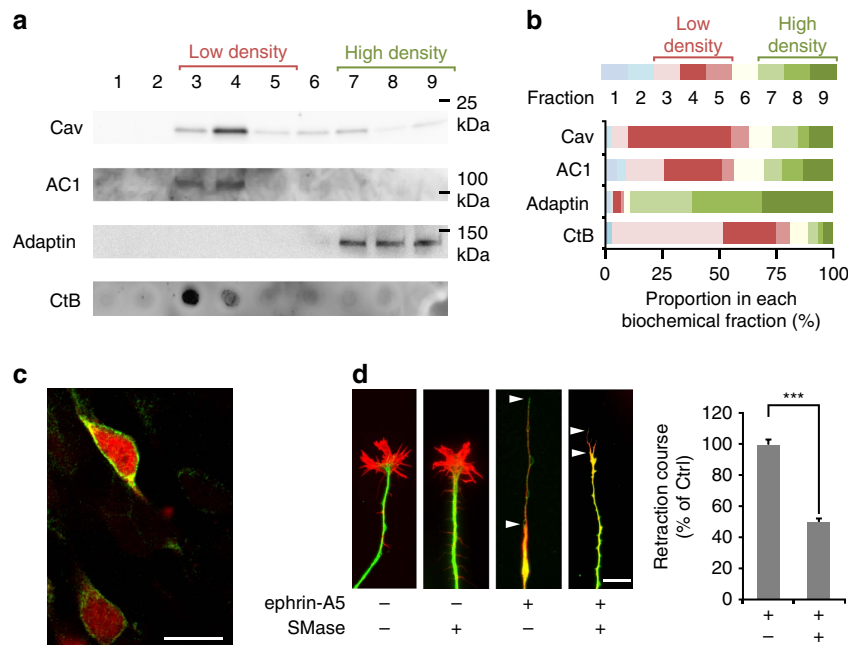 a
Low density
High density
1 2 3 4 5 6 7 8 9
25
kDa
Cav
AC1
100
kDa
Adaptin
150
kDa
CtB
b
Low
density
High
density
Fraction 1 2 3 4 5 6 7 8 9
Cav
AC1
Adaptin
CtB
0 25 50 75 100
Proportion in each
biochemical fraction (%)
c
d
ephrin-A5 – – + +
SMase – + – +
Retraction course
(% of Ctrl)
120
100
80
60
40
20
0
***
+ +
– +